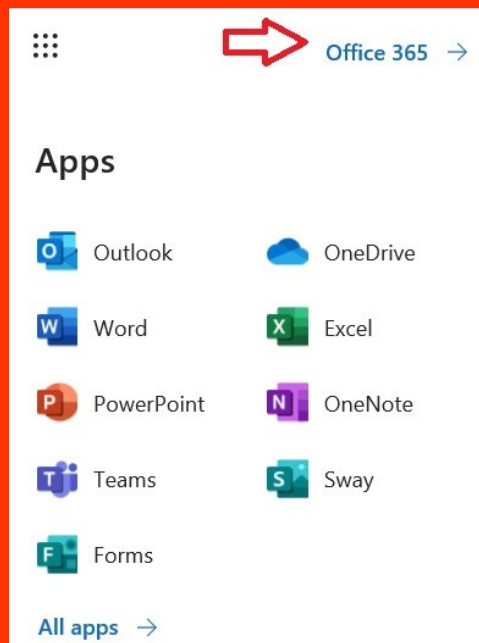 Office 365 →
Apps
Outlook OneDrive
Word Excel
PowerPoint OneNote
Teams Sway
Forms
All apps →